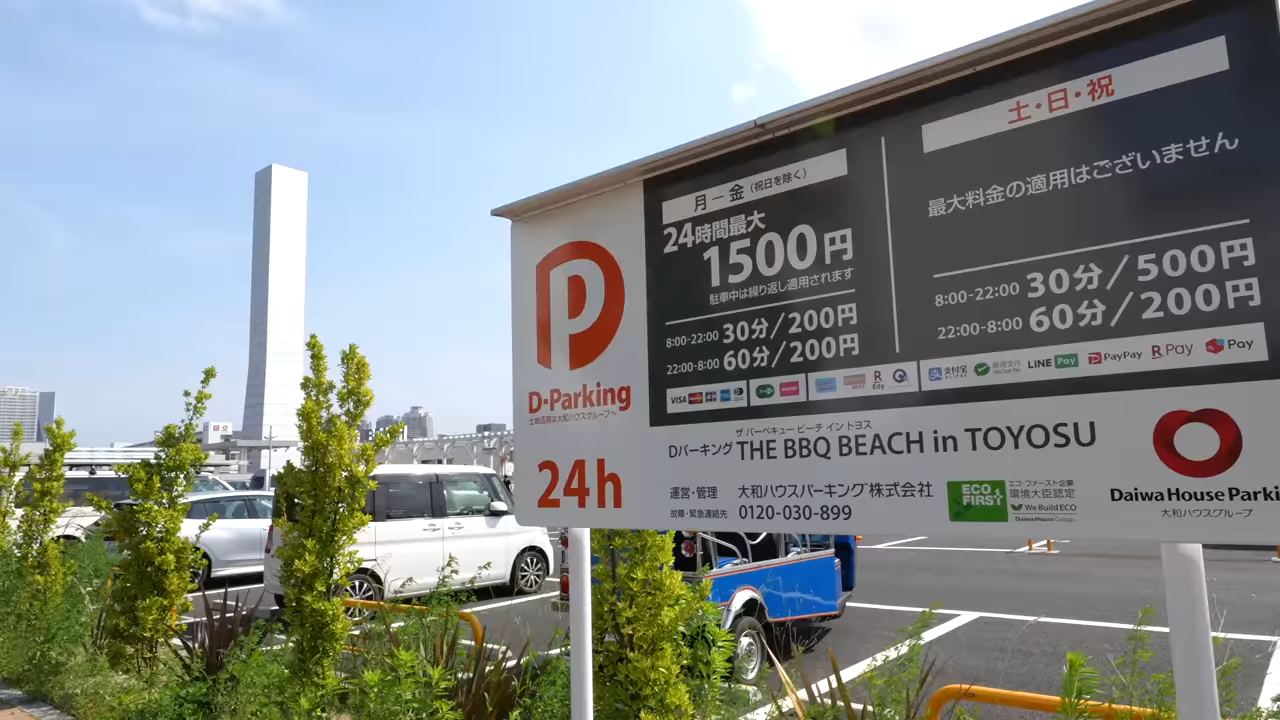 P
D-Parking
土地活用は大和ハウスグループへ
24h
月－金（祝日を除く）
24時間最大
1500円
駐車中は繰り返し適用されます
8:00-22:00 30分／200円
22:00-8:00 60分／200円
VISA
土・日・祝
最大料金の適用はございません
8:00-22:00 30分／500円
22:00-8:00 60分／200円
R Edy
支付宝 LINE Pay PayPay R Pay Pay
ザ バーベキュー ビーチ イン トヨス
Dパーキング THE BBQ BEACH in TOYOSU
運営・管理 大和ハウスパーキング株式会社
故障・緊急連絡先 0120-030-899
ECO FIRST
エコ・ファースト企業
環境大臣認定
We Build ECO
Daiwa House Group
Daiwa House Parki
大和ハウスグループ